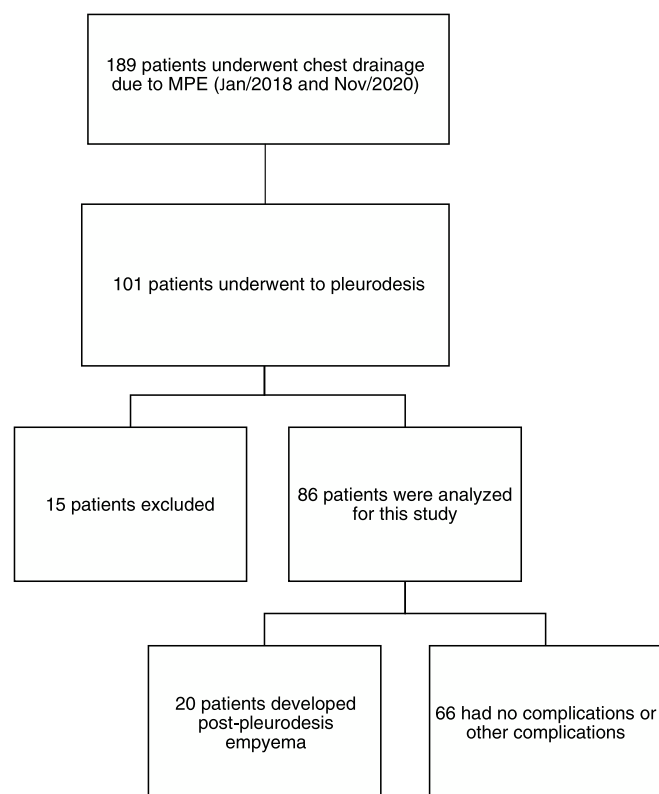 189 patients underwent chest drainage
due to MPE (Jan/2018 and Nov/2020)
101 patients underwent to pleurodesis
15 patients excluded
86 patients were analyzed
for this study
20 patients developed
post-pleurodesis
empyema
66 had no complications or
other complications